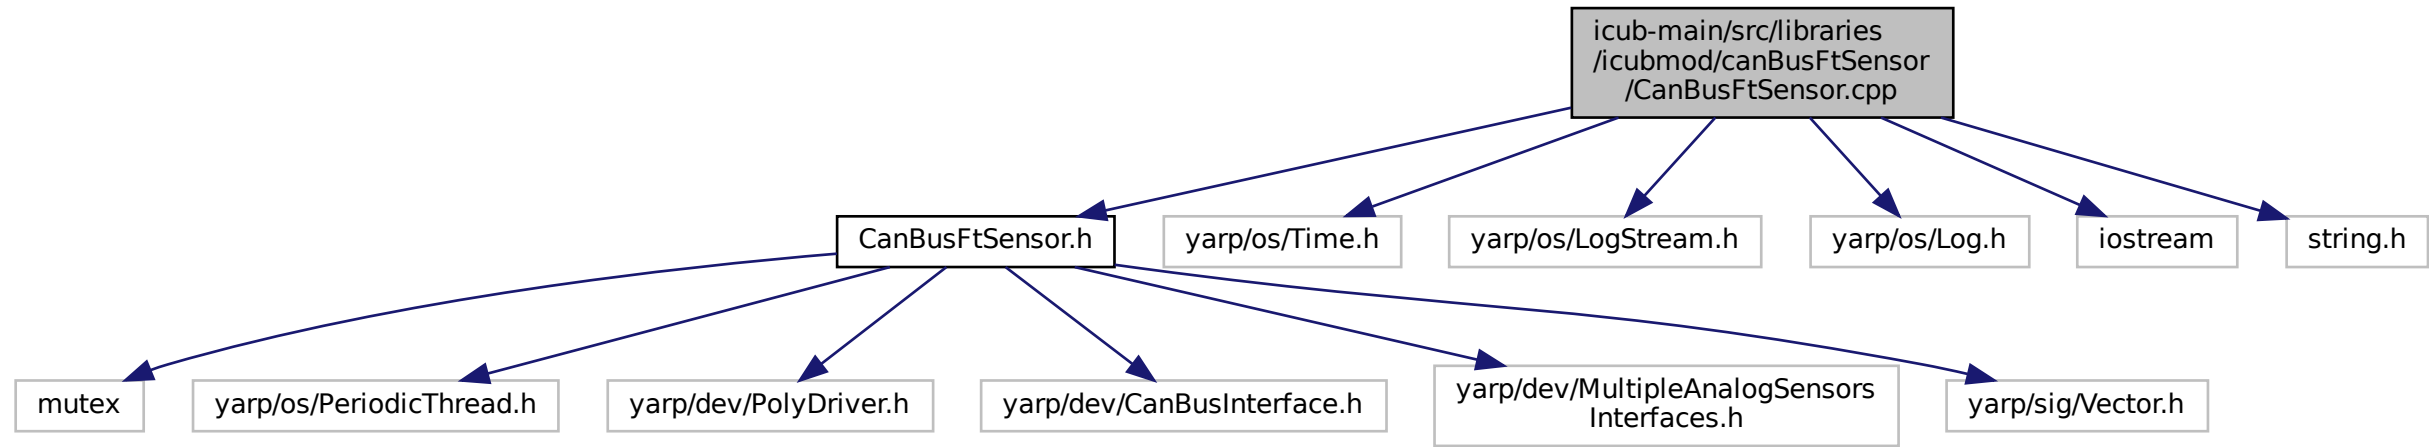 icub-main/src/libraries
/icubmod/canBusFtSensor
/CanBusFtSensor.cpp
CanBusFtSensor.h
yarp/os/Time.h
yarp/os/LogStream.h
yarp/os/Log.h
iostream
string.h
mutex
yarp/os/PeriodicThread.h
yarp/dev/PolyDriver.h
yarp/dev/CanBusInterface.h
yarp/dev/MultipleAnalogSensors
Interfaces.h
yarp/sig/Vector.h